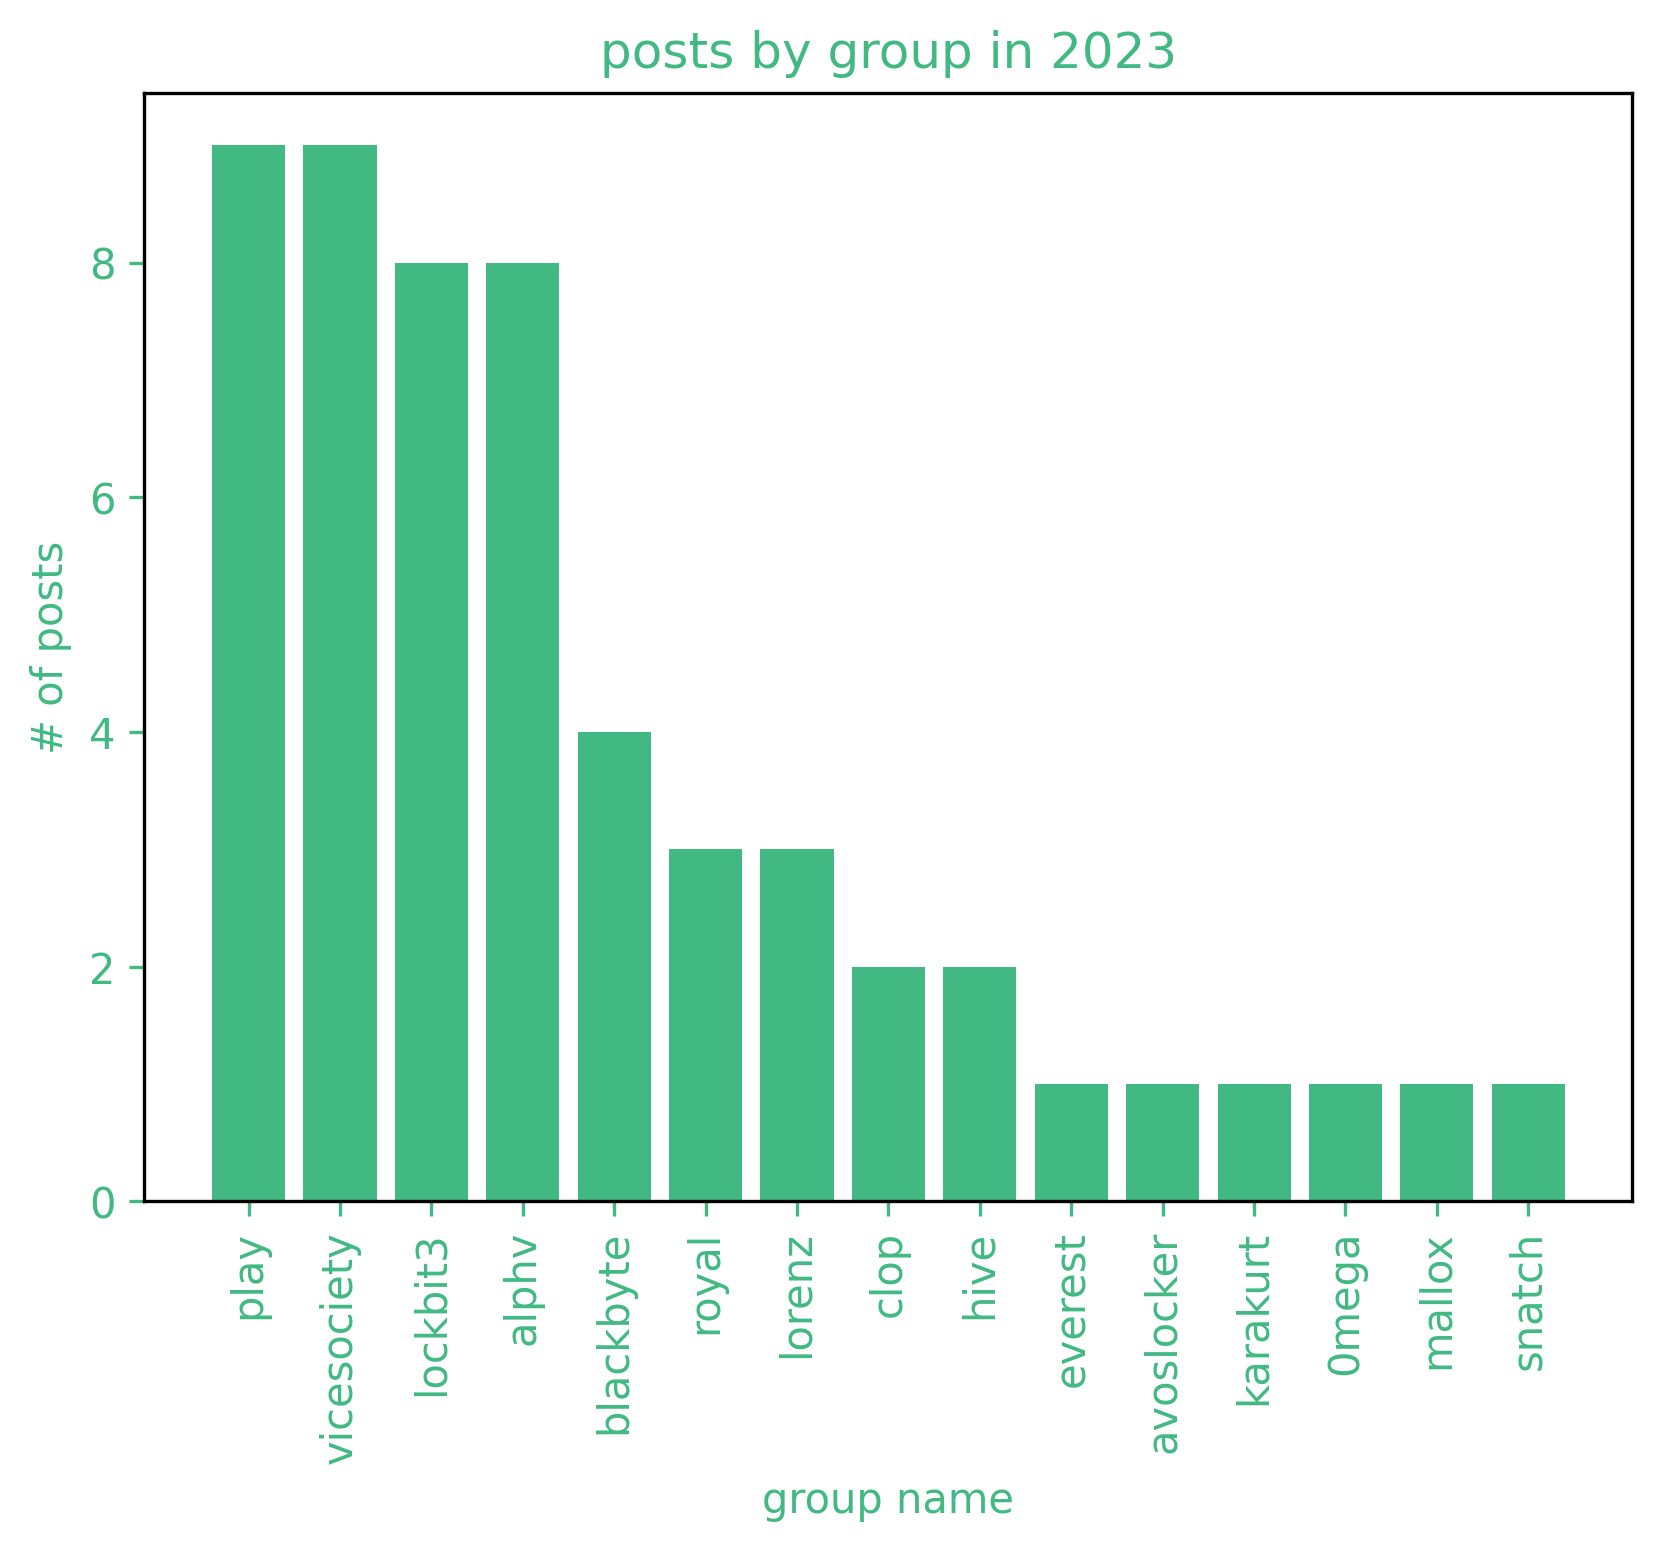 posts by group in 2023
# of posts
8
6
4
2
0
play
vicesociety
lockbit3
alphv
blackbyte
royal
lorenz
clop
hive
everest
avoslocker
karakurt
0mega
mallox
snatch
group name